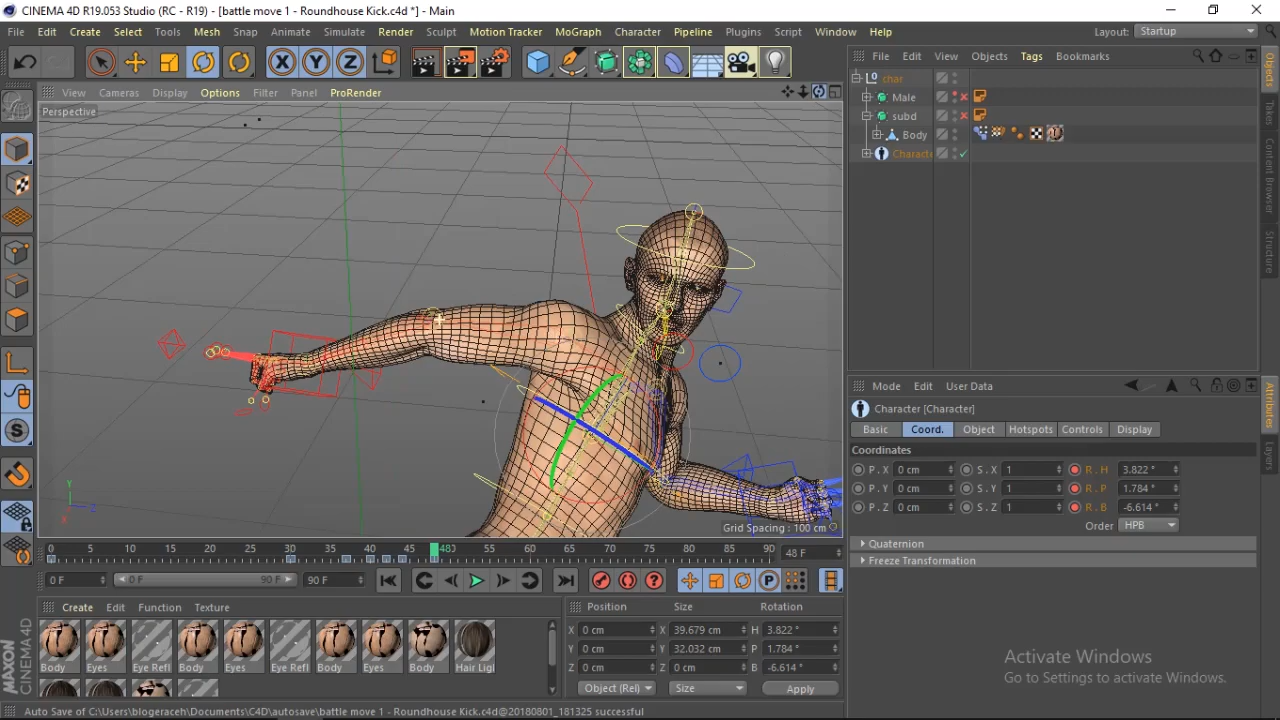 CINEMA 4D R19.053 Studio (RC - R19) - [battle move 1 - Roundhouse Kick.c4d *] - Main
File Edit Create Select Tools Mesh Snap Animate Simulate Render Sculpt Motion Tracker MoGraph Character Pipeline Plugins Script Window Help Layout: Startup
View Cameras Display Options Filter Panel ProRender
Perspective
File Edit View Objects Tags Bookmarks
char
Male
subd
Body
Charact
Objects
Takes
Content Browser
Structure
Mode Edit User Data
Character [Character]
Basic Coord. Object Hotspots Controls Display
Coordinates
P . X 0 cm S . X 1 R . H 3.822 °
P . Y 0 cm S . Y 1 R . P 1.784 °
P . Z 0 cm S . Z 1 R . B -6.614 °
Order HPB
Quaternion
Freeze Transformation
Attributes
Layers
Y
X
Z
Grid Spacing : 100 cm
0 5 10 15 20 25 30 35 40 45 483 55 60 65 70 75 80 85 90 48 F
0 F 0 F 90 F 90 F
Create Edit Function Texture
Body Eyes Eye Refl Body Eyes Eye Refl Body Eyes Body Hair Ligl
Position Size Rotation
X 0 cm X 39.679 cm H 3.822 °
Y 0 cm Y 32.032 cm P 1.784 °
Z 0 cm Z 0 cm B -6.614 °
Object (Rel) Size Apply
MAXON CINEMA4D
Activate Windows
Go to Settings to activate Windows.
Auto Save of C:\Users\blogeraceh\Documents\C4D\autosave\battle move 1 - Roundhouse Kick.c4d@20180801_181325 successful